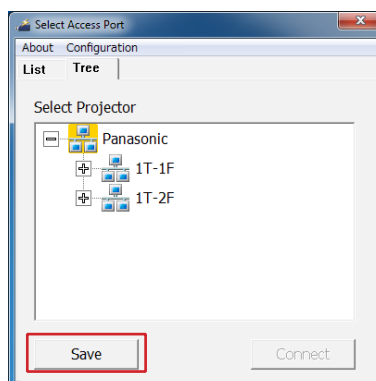 Select Access Port
About Configuration
List Tree
Select Projector
Panasonic
1T-1F
1T-2F
Save Connect